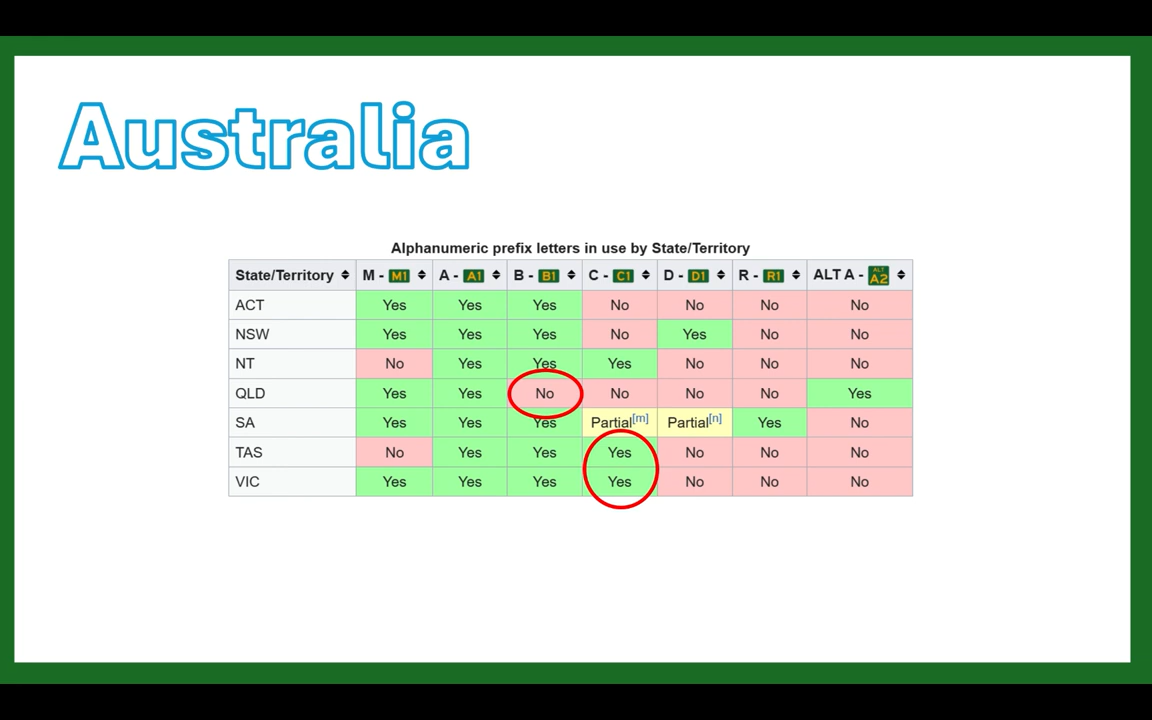 Australia
Alphanumeric prefix letters in use by State/Territory
State/Territory M - M1 A - A1 B - B1 C - C1 D - D1 R - R1 ALT A - ALT A2
ACT Yes Yes Yes No No No No
NSW Yes Yes Yes No Yes No No
NT No Yes Yes Yes No No No
QLD Yes Yes No No No No Yes
SA Yes Yes Yes Partial[m] Partial[n] Yes No
TAS No Yes Yes Yes No No No
VIC Yes Yes Yes Yes No No No